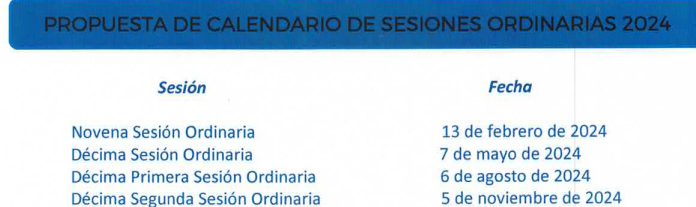 PROPUESTA DE CALENDARIO DE SESIONES ORDINARIAS 2024
Sesión Fecha
Novena Sesión Ordinaria 13 de febrero de 2024
Décima Sesión Ordinaria 7 de mayo de 2024
Décima Primera Sesión Ordinaria 6 de agosto de 2024
Décima Segunda Sesión Ordinaria 5 de noviembre de 2024